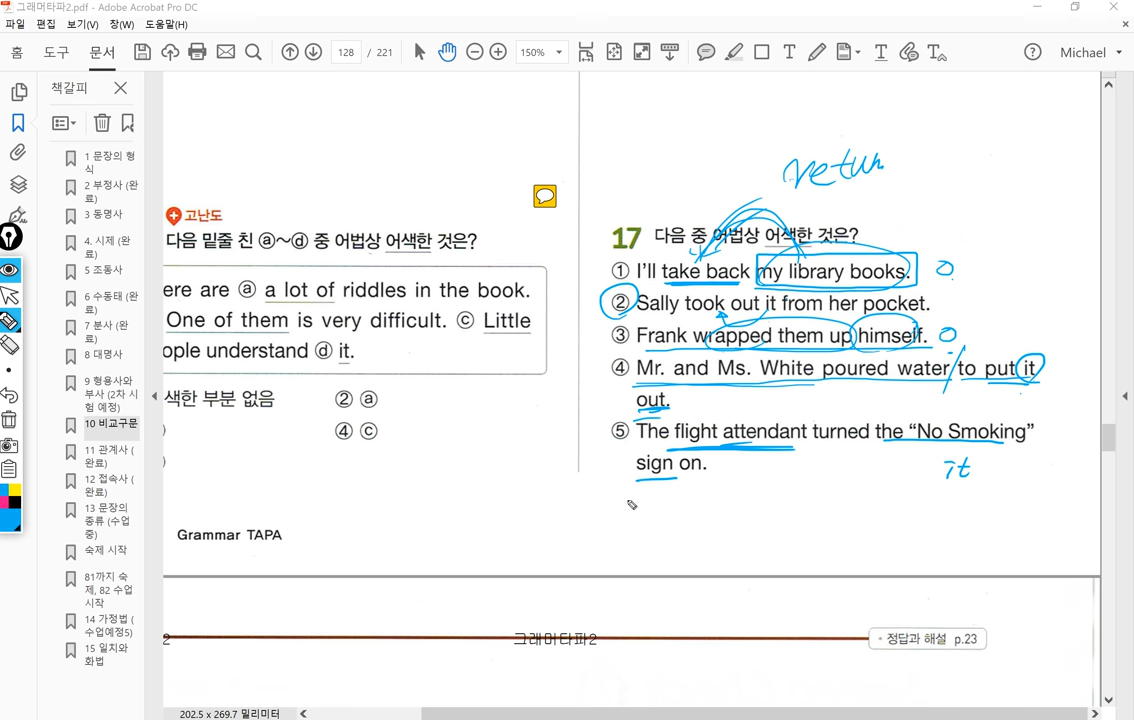 그래머타파2.pdf - Adobe Acrobat Pro DC
파일 편집 보기(V) 창(W) 도움말(H)
홈 도구 문서 128 / 221 150% Michael
책갈피
1 문장의 형
식
2 부정사 (완
료)
3 동명사
4. 시제 (완
료)
5 조동사
6 수동태 (완
료)
7 분사 (완
료)
8 대명사
9 형용사와
부사 (2차 시
험 예정)
10 비교구문
11 관계사 (
완료)
12 접속사 (
완료)
13 문장의
종류 (수업
중)
숙제 시작
81까지 숙
제, 82 수업
시작
14 가정법 (
수업예정5)
15 일치와
화법
고난도
다음 밑줄 친 ⓐ~ⓓ 중 어법상 어색한 것은?
ere are ⓐ a lot of riddles in the book.
One of them is very difficult. ⓒ Little
ople understand ⓓ it.
색한 부분 없음 ② ⓐ
④ ⓒ
Grammar TAPA
retur
17 다음 중 어법상 어색한 것은?
① I'll take back my library books.
② Sally took out it from her pocket.
③ Frank wrapped them up himself.
④ Mr. and Ms. White poured water to put it
out.
⑤ The flight attendant turned the “No Smoking”
sign on.
it
2 그래머타파2
정답과 해설 p.23
202.5 x 269.7 밀리미터